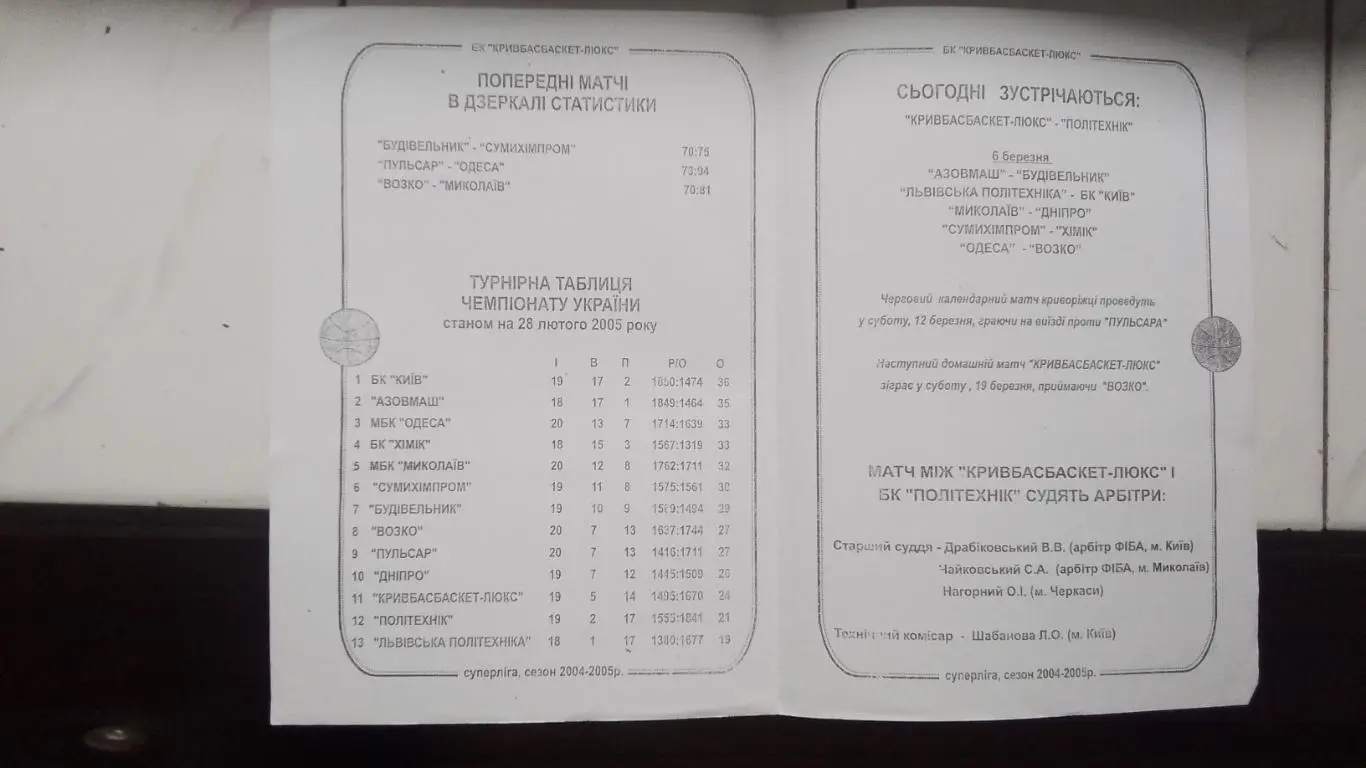 БК "КРИВБАСБАСКЕТ-ЛЮКС"
ПОПЕРЕДНІ МАТЧІ
В ДЗЕРКАЛІ СТАТИСТИКИ
"БУДІВЕЛЬНИК" - "СУМИХІМПРОМ" 70:75
"ПУЛЬСАР" - "ОДЕСА" 73:94
"ВОЗКО" - "МИКОЛАЇВ" 70:81
ТУРНІРНА ТАБЛИЦЯ
ЧЕМПІОНАТУ УКРАЇНИ
станом на 28 лютого 2005 року
І В П Р/О О
1 БК "КИЇВ" 19 17 2 1850:1474 36
2 "АЗОВМАШ" 18 17 1 1849:1464 35
3 МБК "ОДЕСА" 20 13 7 1714:1639 33
4 БК "ХІМІК" 18 15 3 1567:1319 33
5 МБК "МИКОЛАЇВ" 20 12 8 1762:1711 32
6 "СУМИХІМПРОМ" 19 11 8 1575:1561 30
7 "БУДІВЕЛЬНИК" 19 10 9 29
8 "ВОЗКО" 20 7 13 1637:1744 27
9 "ПУЛЬСАР" 20 7 13 1416:1711 27
10 "ДНІПРО" 19 7 12 1445:1509 26
11 "КРИВБАСБАСКЕТ-ЛЮКС" 19 5 14 1495:1670 24
12 "ПОЛІТЕХНІК" 19 2 17 1555:1841 21
13 "ЛЬВІВСЬКА ПОЛІТЕХНІКА" 18 1 17 19
суперліга, сезон 2004-2005р.
БК "КРИВБАСБАСКЕТ-ЛЮКС"
СЬОГОДНІ ЗУСТРІЧАЮТЬСЯ:
"КРИВБАСБАСКЕТ-ЛЮКС" - "ПОЛІТЕХНІК"
6 березня
"АЗОВМАШ" - "БУДІВЕЛЬНИК"
"ЛЬВІВСЬКА ПОЛІТЕХНІКА" - БК "КИЇВ"
"МИКОЛАЇВ" - "ДНІПРО"
"СУМИХІМПРОМ" - "ХІМІК"
"ОДЕСА" - "ВОЗКО"
Черговий календарний матч криворіжці проведуть
у суботу, 12 березня, граючи на виїзді проти "ПУЛЬСАРА"
Наступний домашній матч "КРИВБАСБАСКЕТ-ЛЮКС"
зіграє у суботу, 19 березня, приймаючи "ВОЗКО".
МАТЧ МІЖ "КРИВБАСБАСКЕТ-ЛЮКС" І
БК "ПОЛІТЕХНІК" СУДЯТЬ АРБІТРИ:
Старший суддя - Драбіковський В.В. (арбітр ФІБА, м. Київ)
Чайковський С.А. (арбітр ФІБА, м. Миколаїв)
Нагорний О.І. (м. Черкаси)
Технічний комісар - Шабанова Л.О. (м. Київ)
суперліга, сезон 2004-2005р.